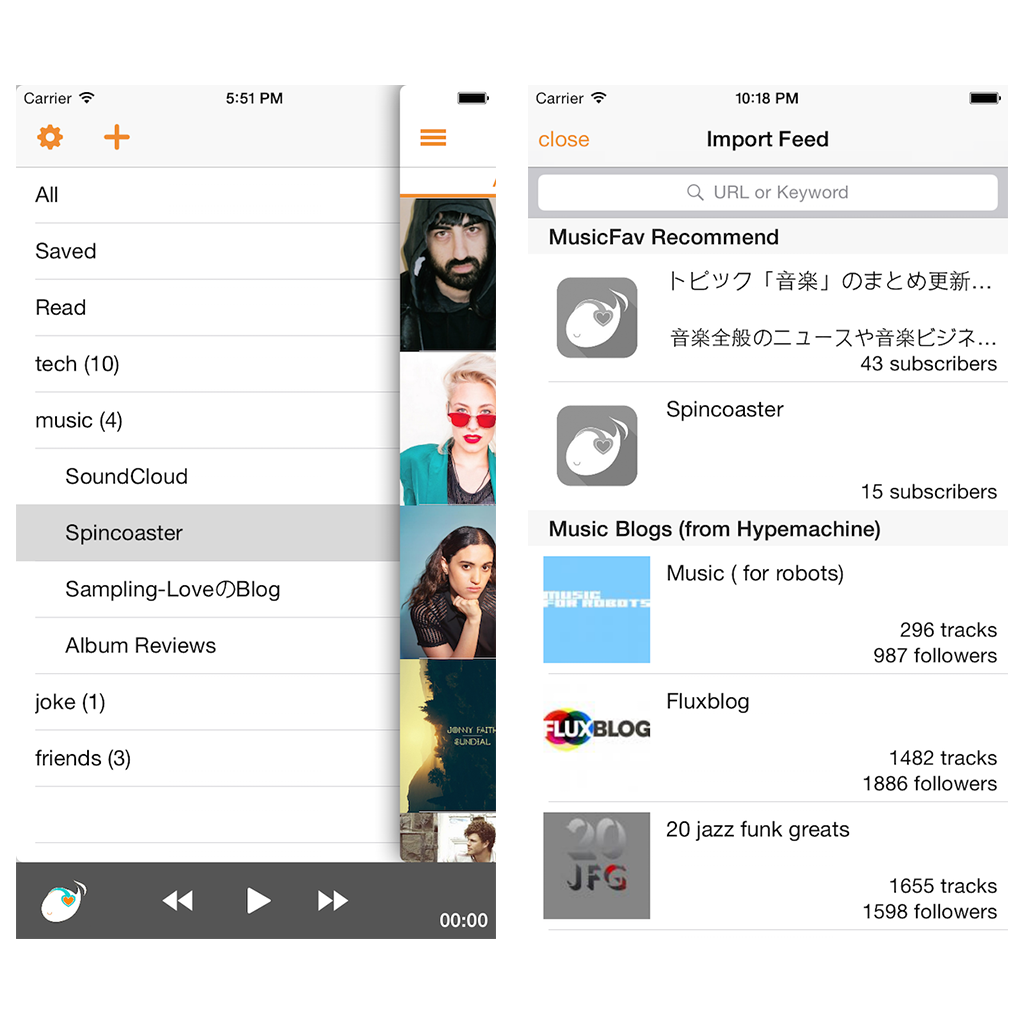 Carrier
5:51 PM
All
Saved
Read
tech (10)
music (4)
SoundCloud
Spincoaster
Sampling-LoveのBlog
Album Reviews
joke (1)
friends (3)
JONNY FAITH
SUNDIAL
00:00
Carrier
10:18 PM
close
Import Feed
URL or Keyword
MusicFav Recommend
トピック「音楽」のまとめ更新…
音楽全般のニュースや音楽ビジネ…
43 subscribers
Spincoaster
15 subscribers
Music Blogs (from Hypemachine)
MUSIC
FOR ROBOTS
Music ( for robots)
296 tracks
987 followers
FLUXBLOG
Fluxblog
1482 tracks
1886 followers
20
JFG
20 jazz funk greats
1655 tracks
1598 followers